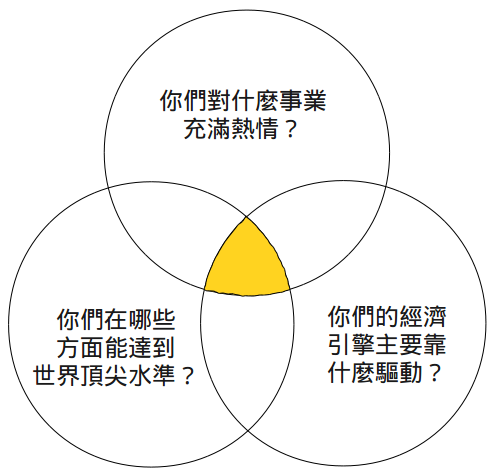 你們對什麼事業
充滿熱情？
你們在哪些
方面能達到
世界頂尖水準？
你們的經濟
引擎主要靠
什麼驅動？